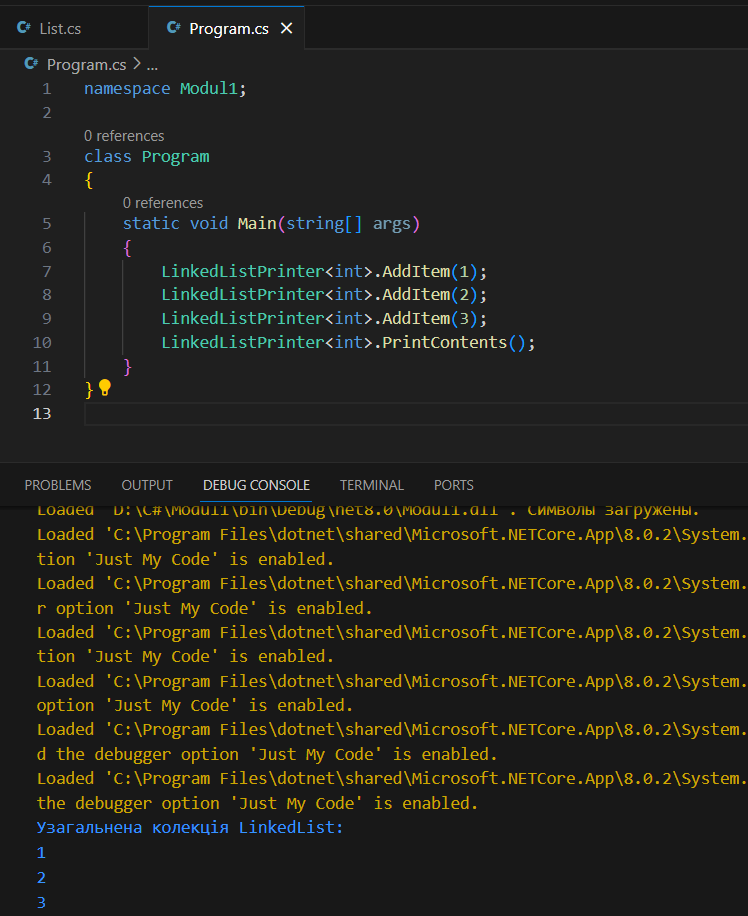 List.cs Program.cs
Program.cs > ...
1 namespace Modul1;
2
0 references
3 class Program
4 {
0 references
5 static void Main(string[] args)
6 {
7 LinkedListPrinter<int>.AddItem(1);
8 LinkedListPrinter<int>.AddItem(2);
9 LinkedListPrinter<int>.AddItem(3);
10 LinkedListPrinter<int>.PrintContents();
11 }
12 }
13
PROBLEMS OUTPUT DEBUG CONSOLE TERMINAL PORTS
Loaded 'D:\C#\Modul1\bin\Debug\net8.0\Modul1.dll'. Символы загружены.
Loaded 'C:\Program Files\dotnet\shared\Microsoft.NETCore.App\8.0.2\System.
tion 'Just My Code' is enabled.
Loaded 'C:\Program Files\dotnet\shared\Microsoft.NETCore.App\8.0.2\System.
r option 'Just My Code' is enabled.
Loaded 'C:\Program Files\dotnet\shared\Microsoft.NETCore.App\8.0.2\System.
tion 'Just My Code' is enabled.
Loaded 'C:\Program Files\dotnet\shared\Microsoft.NETCore.App\8.0.2\System.
option 'Just My Code' is enabled.
Loaded 'C:\Program Files\dotnet\shared\Microsoft.NETCore.App\8.0.2\System.
d the debugger option 'Just My Code' is enabled.
Loaded 'C:\Program Files\dotnet\shared\Microsoft.NETCore.App\8.0.2\System.
the debugger option 'Just My Code' is enabled.
Узагальнена колекція LinkedList:
1
2
3